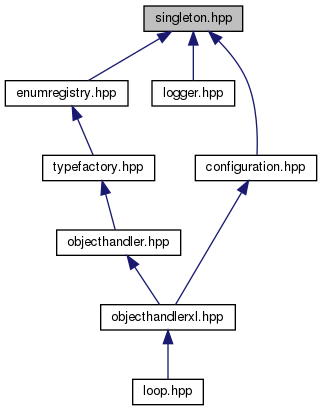 singleton.hpp
enumregistry.hpp
logger.hpp
typefactory.hpp
configuration.hpp
objecthandler.hpp
objecthandlerxl.hpp
loop.hpp